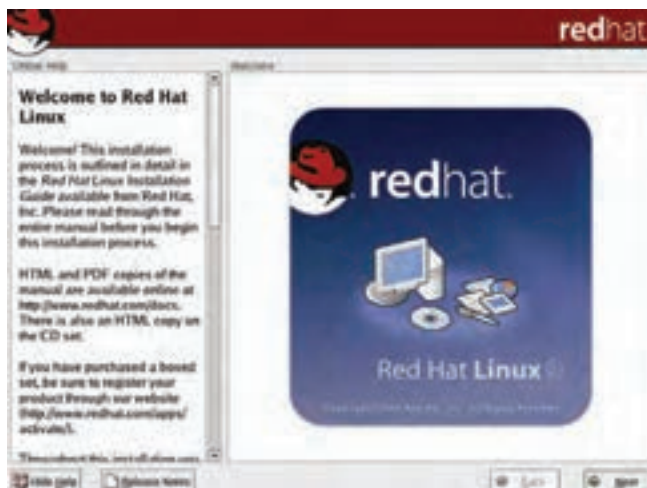 redhat
Online Help
Welcome
Welcome to Red Hat
Linux
Welcome! This installation
process is outlined in detail in
the Red Hat Linux Installation
Guide available from Red Hat,
Inc. Please read through the
entire manual before you begin
this installation process.
HTML and PDF copies of the
manual are available online at
http://www.redhat.com/docs.
There is also an HTML copy on
the CD set.
If you have purchased a boxed
set, be sure to register your
product through our website
(http://www.redhat.com/apps/
activate/).
Throughout this installation
redhat.
Red Hat Linux
Hide Help
Release Notes
Back
Next